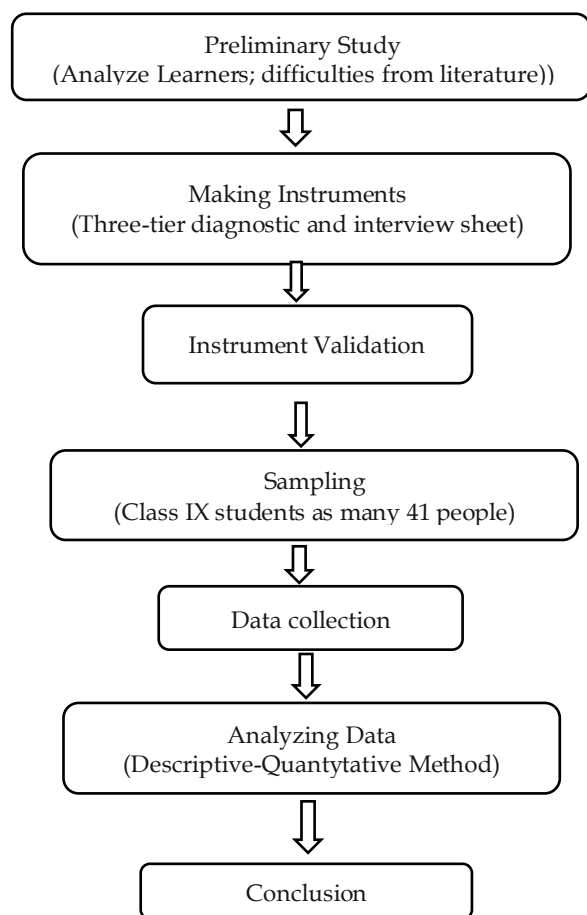 Preliminary Study
(Analyze Learners; difficulties from literature))
Making Instruments
(Three-tier diagnostic and interview sheet)
Instrument Validation
Sampling
(Class IX students as many 41 people)
Data collection
Analyzing Data
(Descriptive-Quantytative Method)
Conclusion